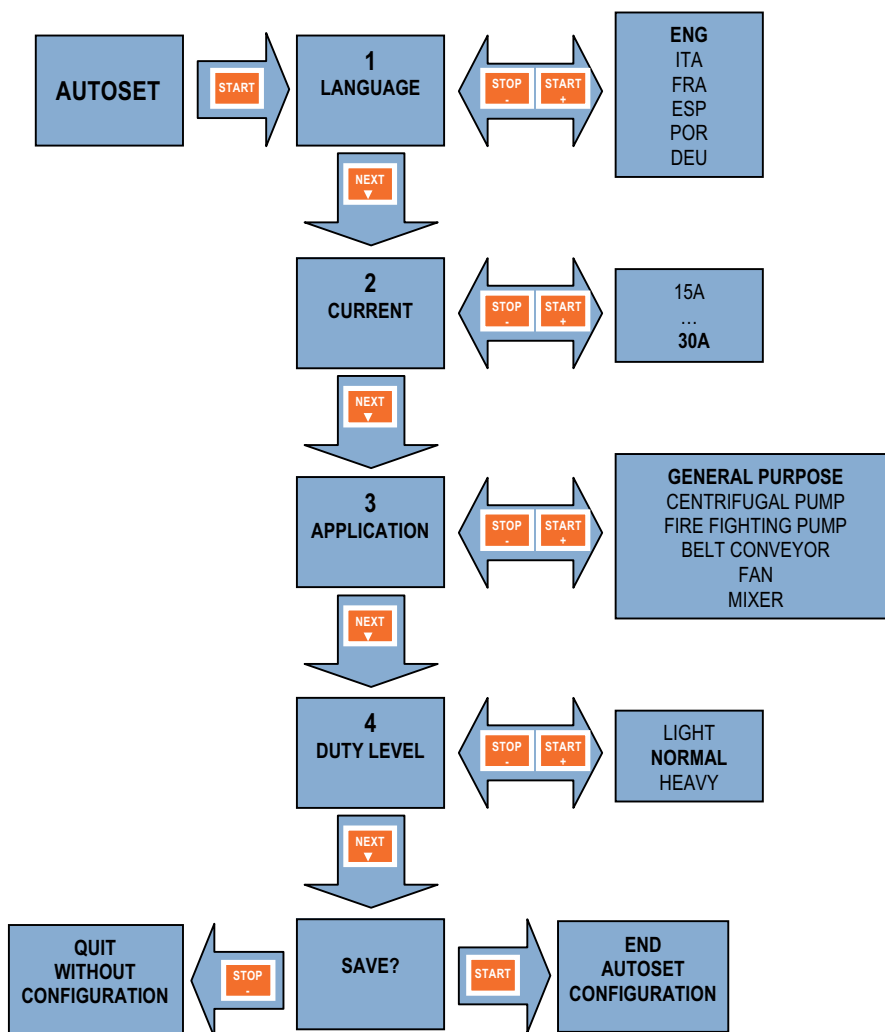 AUTOSET
START
1
LANGUAGE
STOP
-
START
+
ENG
ITA
FRA
ESP
POR
DEU
NEXT
▼
2
CURRENT
STOP
-
START
+
15A
...
30A
NEXT
▼
3
APPLICATION
STOP
-
START
+
GENERAL PURPOSE
CENTRIFUGAL PUMP
FIRE FIGHTING PUMP
BELT CONVEYOR
FAN
MIXER
NEXT
▼
4
DUTY LEVEL
STOP
-
START
+
LIGHT
NORMAL
HEAVY
NEXT
▼
QUIT
WITHOUT
CONFIGURATION
STOP
-
SAVE?
START
END
AUTOSET
CONFIGURATION